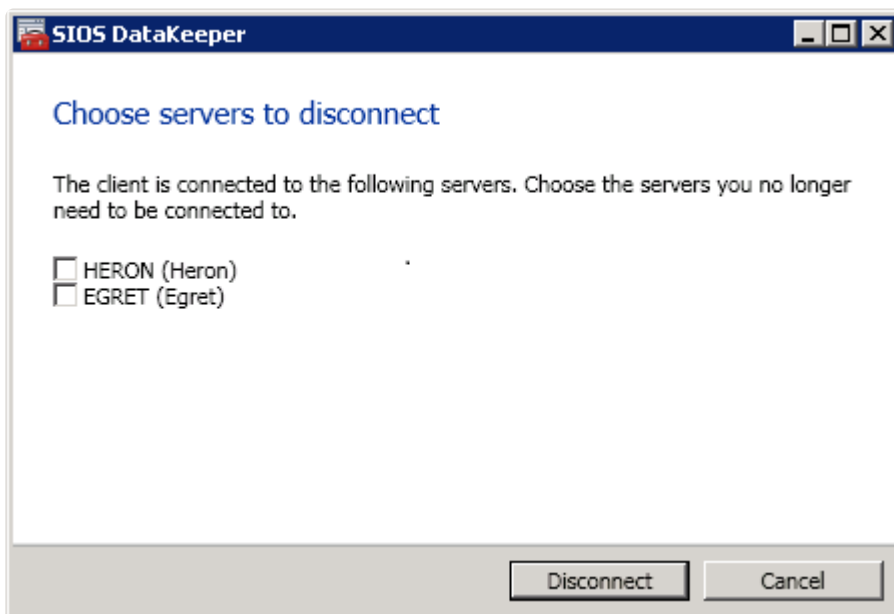 SIOS DataKeeper
Choose servers to disconnect
The client is connected to the following servers. Choose the servers you no longer
need to be connected to.
HERON (Heron)
EGRET (Egret)
Disconnect
Cancel